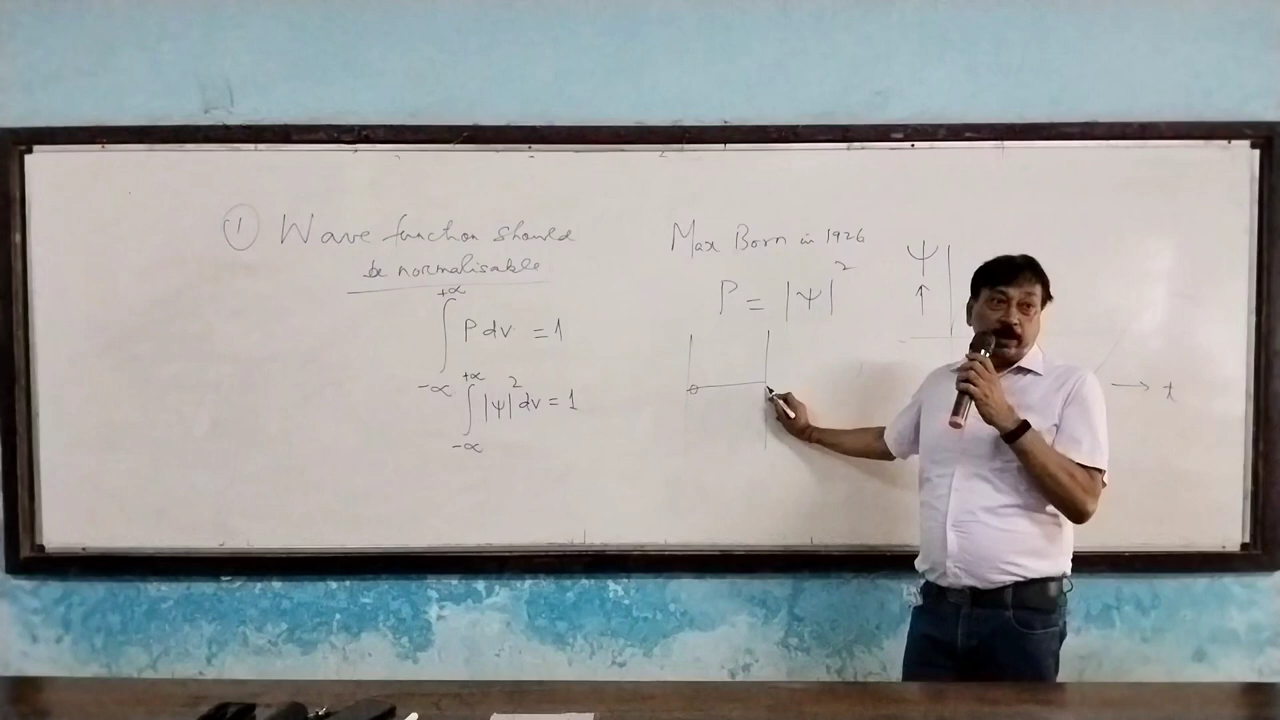 ① Wave function should
be normalisable
+∝
∫ P dv = 1
-∝
+∝
∫ |Ψ|² dv = 1
-∝
Max Born in 1926
P = |Ψ|²
Ψ
↑
→ t